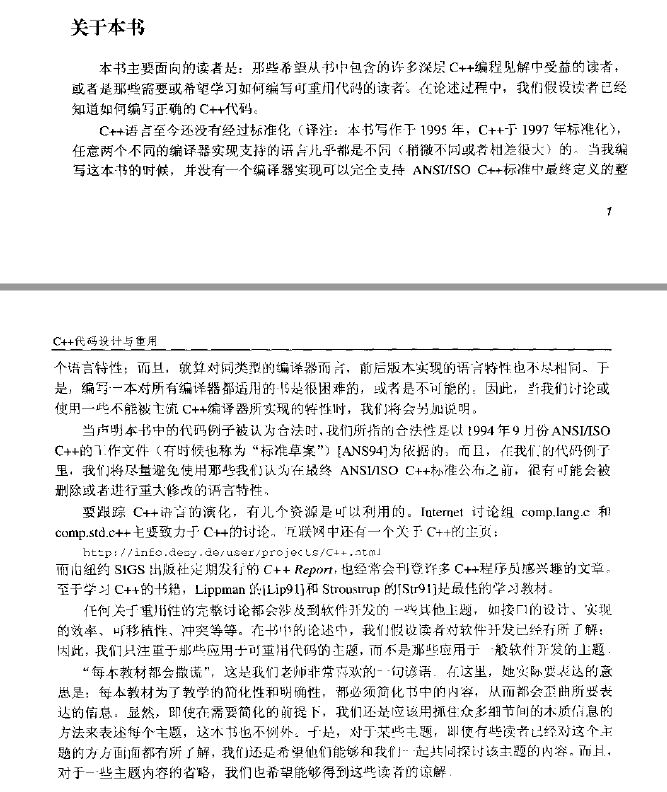 关于本书
本书主要面向的读者是：那些希望从书中包含的许多深层 C++编程见解中受益的读者，
或者是那些需要或希望学习如何编写可重用代码的读者。在论述过程中，我们假设读者已经
知道如何编写正确的 C++代码。
C++语言至今还没有经过标准化（译注：本书写作于 1995 年，C++于 1997 年标准化），
任意两个不同的编译器实现支持的语言几乎都是不同（稍微不同或者相差很大）的。当我编
写这本书的时候，并没有一个编译器实现可以完全支持 ANSI/ISO C++标准中最终定义的整
1
C++代码设计与重用
个语言特性；而且，就算对同类型的编译器而言，前后版本实现的语言特性也不尽相同。于
是，编写一本对所有编译器都适用的书是很困难的，或者是不可能的。因此，当我们讨论或
使用一些不能被主流 C++编译器所实现的特性时，我们将会另加说明。
当声明本书中的代码例子被认为合法时，我们所指的合法性是以 1994 年 9 月份 ANSI/ISO
C++的工作文件（有时候也称为“标准草案”）[ANS94]为依据的。而且，在我们的代码例子
里，我们将尽量避免使用那些我们认为在最终 ANSI/ISO C++标准公布之前，很有可能会被
删除或者进行重大修改的语言特性。
要跟踪 C++语言的演化，有几个资源是可以利用的。Internet 讨论组 comp.lang.c 和
comp.std.c++主要致力于 C++的讨论。互联网中还有一个关于 C++的主页：
http://info.desy.de/user/projects/C++.html
而由纽约 SIGS 出版社定期发行的 C++ Report，也经常会刊登许多 C++程序员感兴趣的文章。
至于学习 C++的书籍，Lippman 的[Lip91]和 Stroustrup 的[Str91]是最佳的学习教材。
任何关于重用性的完整讨论都会涉及到软件开发的一些其他主题，如接口的设计、实现
的效率、可移植性、冲突等等。在书中的论述中，我们假设读者对软件开发已经有所了解；
因此，我们只注重于那些应用于可重用代码的主题，而不是那些应用于一般软件开发的主题。
“每本教材都会撒谎”，这是我们老师非常喜欢的一句谚语。在这里，她实际要表达的意
思是：每本教材为了教学的简化性和明确性，都必须简化书中的内容，从而都会歪曲所要表
达的信息。显然，即使在需要简化的前提下，我们还是应该用抓住众多细节间的本质信息的
方法来表述每个主题，这本书也不例外。于是，对于某些主题，即使有些读者已经对这个主
题的方方面面都有所了解，我们还是希望他们能够和我们一起共同探讨该主题的内容。而且，
对于一些主题内容的省略，我们也希望能够得到这些读者的谅解。